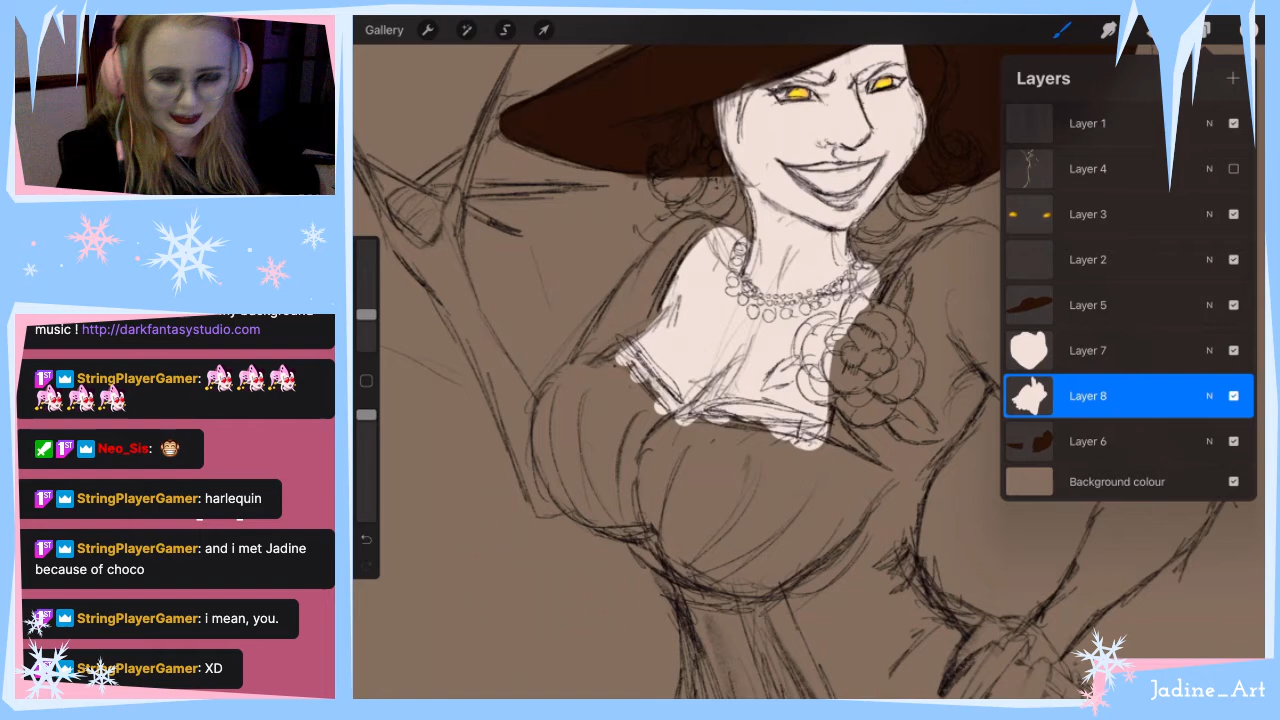 music ! http://darkfantasystudio.com
StringPlayerGamer:
Neo_Sis:
StringPlayerGamer: harlequin
StringPlayerGamer: and i met Jadine
because of choco
StringPlayerGamer: i mean, you.
StringPlayerGamer: XD
Gallery
Layers
Layer 1 N
Layer 4 N
Layer 3 N
Layer 2 N
Layer 5 N
Layer 7 N
Layer 8 N
Layer 6 N
Background colour
Jadine_Art